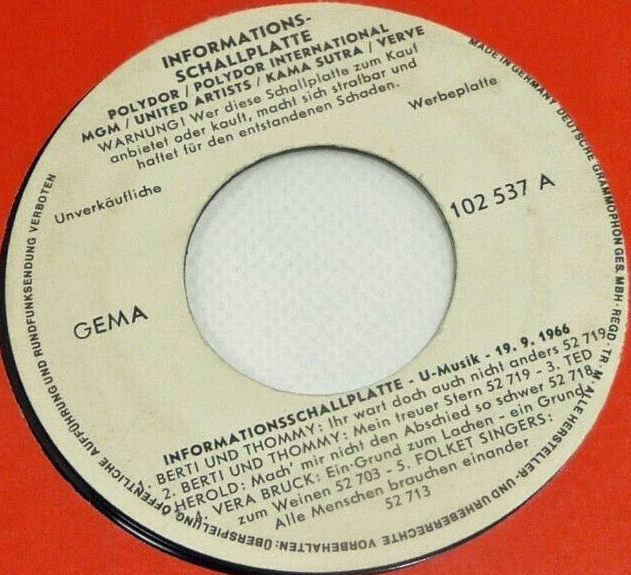 INFORMATIONS-
SCHALLPLATTE
POLYDOR / POLYDOR INTERNATIONAL
MGM / UNITED ARTISTS / KAMA SUTRA / VERVE
WARNUNG! Wer diese Schallplatte zum Kauf
anbietet oder kauft, macht sich strafbar und
haftet für den entstandenen Schaden.
Werbeplatte
Unverkäufliche
102 537 A
GEMA
INFORMATIONSSCHALLPLATTE - U-Musik - 19. 9. 1966
1. BERTI UND THOMMY: Ihr wart doch auch nicht anders 52 719
2. BERTI UND THOMMY: Mein treuer Stern 52 719 - 3. TED
HEROLD: Mach' mir nicht den Abschied so schwer 52 718
4. VERA BRUCK: Ein-Grund zum Lachen - ein Grund
zum Weinen 52 703 - 5. FOLKET SINGERS:
Alle Menschen brauchen einander
52 713
MADE IN GERMANY DEUTSCHE GRAMMOPHON GES. MBH · REGD · TR. M. · ALLE HERSTELLER- UND URHEBERRECHTE VORBEHALTEN: ÜBERSPIELUNG ÖFFENTLICHE AUFFÜHRUNG UND RUNDFUNKSENDUNG VERBOTEN